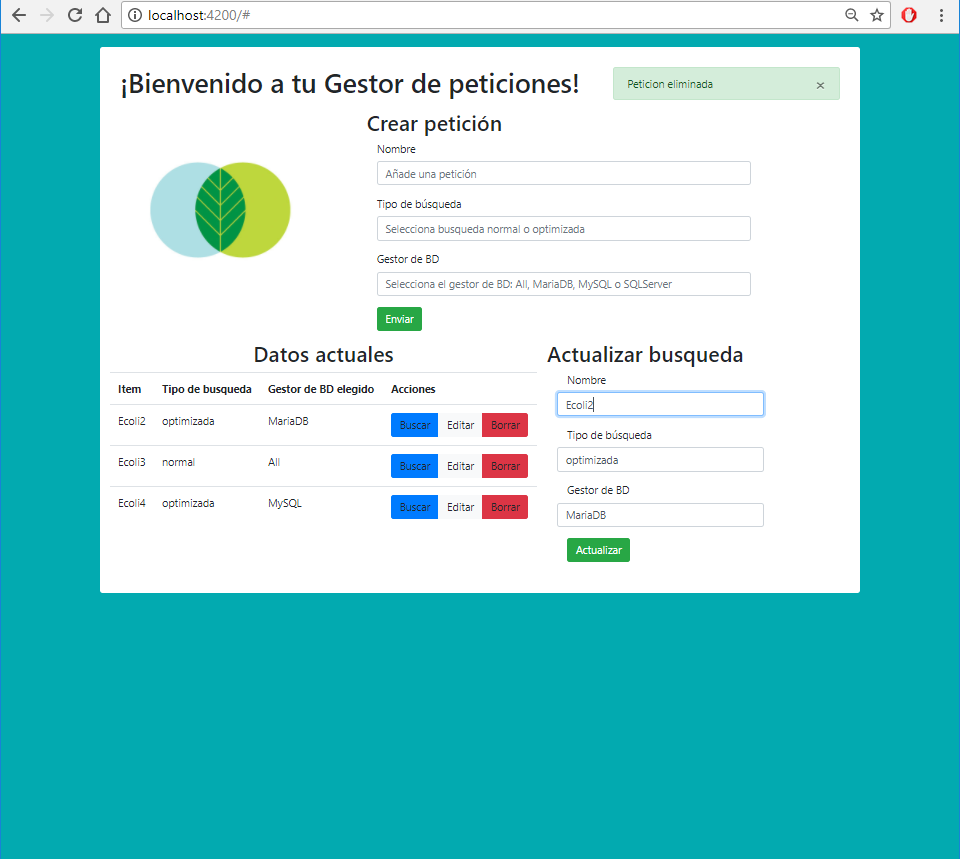 localhost:4200/#
¡Bienvenido a tu Gestor de peticiones!
Peticion eliminada ×
Crear petición
Nombre
Añade una petición
Tipo de búsqueda
Selecciona busqueda normal o optimizada
Gestor de BD
Selecciona el gestor de BD: All, MariaDB, MySQL o SQLServer
Enviar
Datos actuales
Item Tipo de busqueda Gestor de BD elegido Acciones
Ecoli2 optimizada MariaDB Buscar Editar Borrar
Ecoli3 normal All Buscar Editar Borrar
Ecoli4 optimizada MySQL Buscar Editar Borrar
Actualizar busqueda
Nombre
Ecoli2
Tipo de búsqueda
optimizada
Gestor de BD
MariaDB
Actualizar